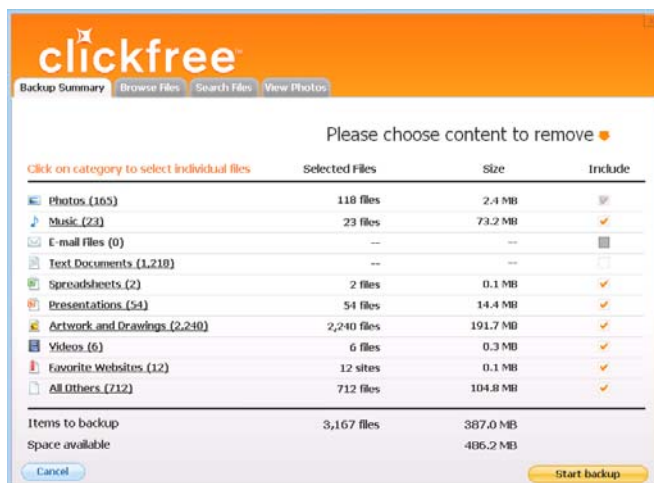 clickfree™
Backup Summary Browse Files Search Files View Photos
Please choose content to remove
Click on category to select individual files Selected Files Size Include
Photos (165) 118 files 2.4 MB
Music (23) 23 files 73.2 MB
E-mail Files (0) -- --
Text Documents (1,218) -- --
Spreadsheets (2) 2 files 0.1 MB
Presentations (54) 54 files 14.4 MB
Artwork and Drawings (2,240) 2,240 files 191.7 MB
Videos (6) 6 files 0.3 MB
Favorite Websites (12) 12 sites 0.1 MB
All Others (712) 712 files 104.8 MB
Items to backup 3,167 files 387.0 MB
Space available 486.2 MB
Cancel Start backup